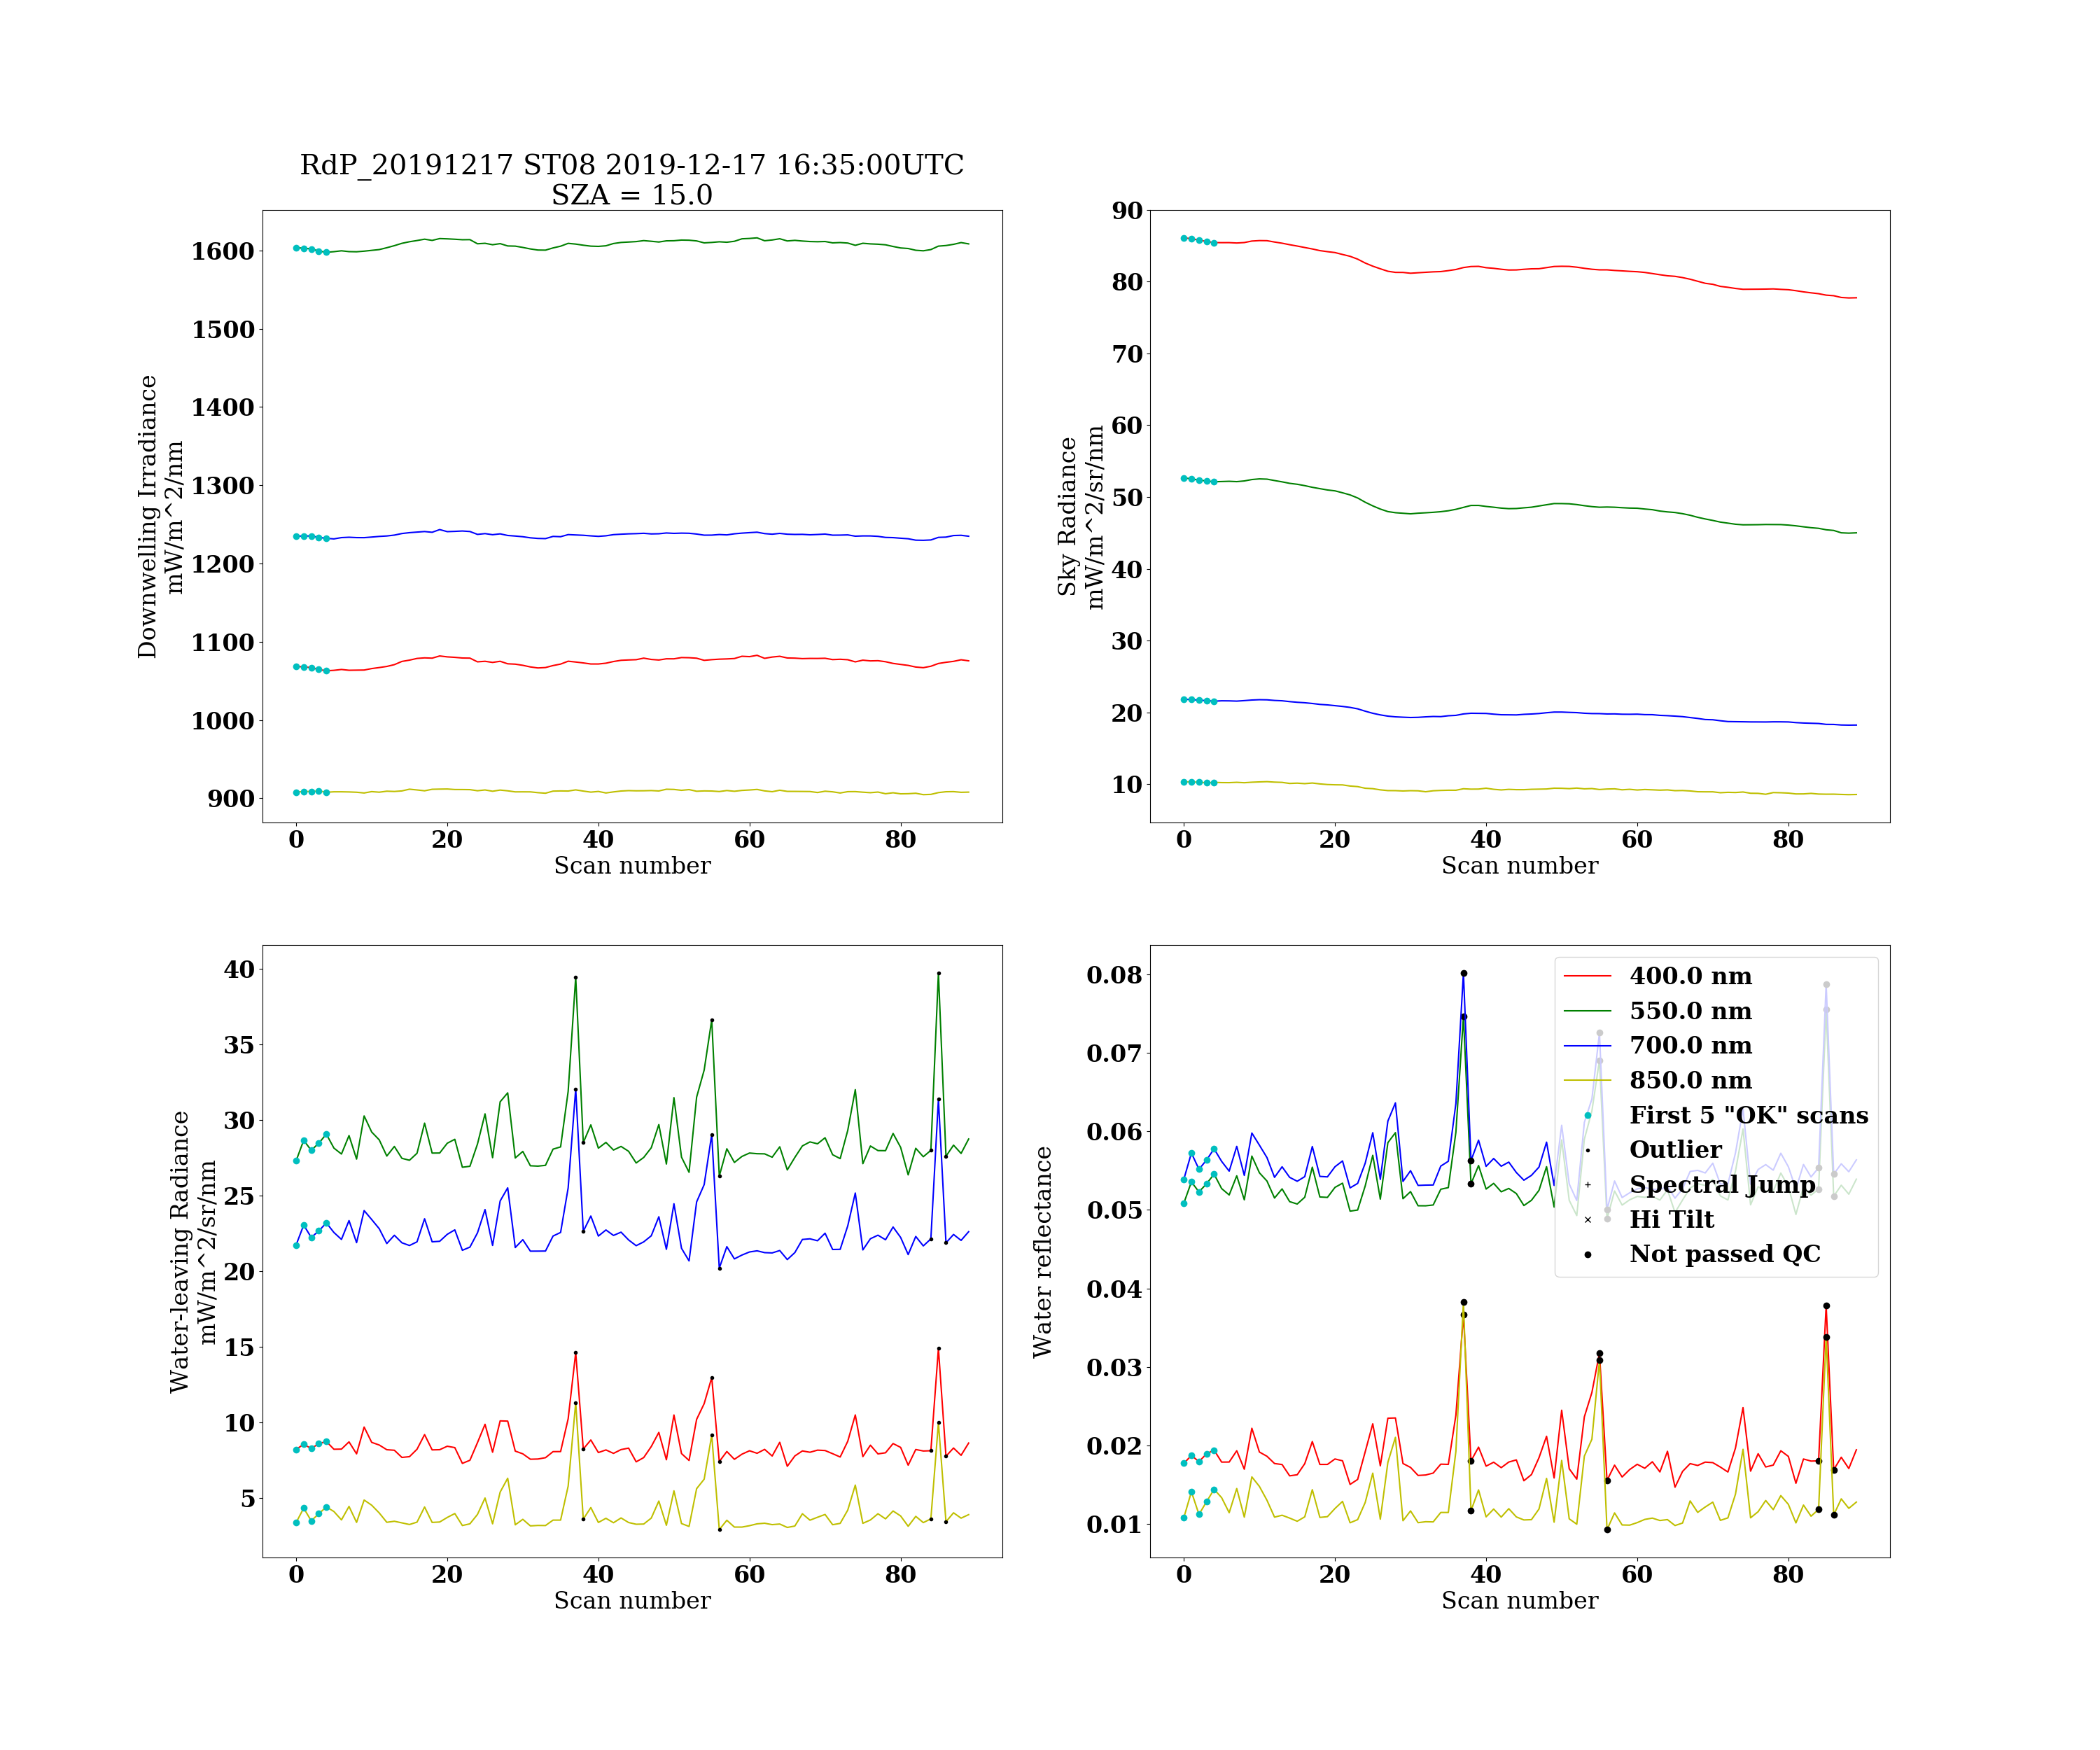 RdP_20191217 ST08 2019-12-17 16:35:00UTC
SZA = 15.0
Downwelling Irradiance
mW/m^2/nm
1600
1500
1400
1300
1200
1100
1000
900
0 20 40 60 80
Scan number
Sky Radiance
mW/m^2/sr/nm
90
80
70
60
50
40
30
20
10
0 20 40 60 80
Scan number
Water-leaving Radiance
mW/m^2/sr/nm
40
35
30
25
20
15
10
5
0 20 40 60 80
Scan number
Water reflectance
0.08
0.07
0.06
0.05
0.04
0.03
0.02
0.01
0 20 40 60 80
Scan number
400.0 nm
550.0 nm
700.0 nm
850.0 nm
First 5 "OK" scans
Outlier
Spectral Jump
Hi Tilt
Not passed QC